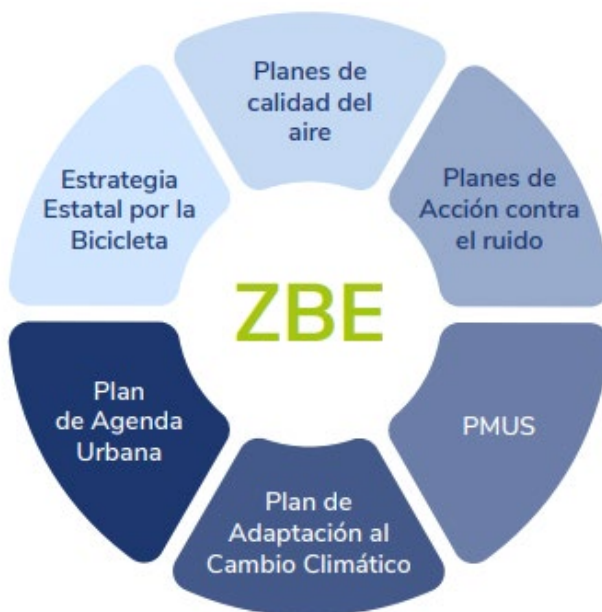 Planes de
calidad del
aire
Planes de
Acción contra
el ruido
PMUS
Plan de
Adaptación al
Cambio Climático
Plan
de Agenda
Urbana
Estrategia
Estatal por la
Bicicleta
ZBE